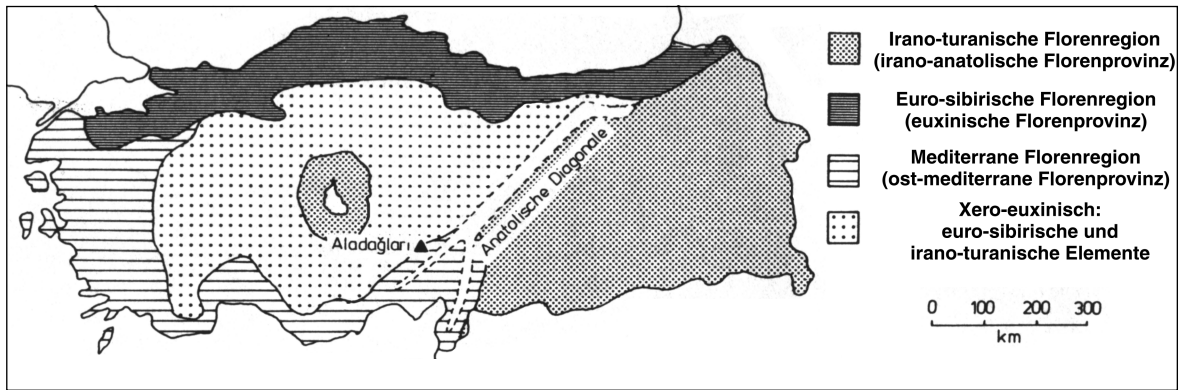 Irano-turanische Florenregion
(irano-anatolische Florenprovinz)
Euro-sibirische Florenregion
(euxinische Florenprovinz)
Mediterrane Florenregion
(ost-mediterrane Florenprovinz)
Xero-euxinisch:
euro-sibirische und
irano-turanische Elemente
Anatolische Diagonale
Aladağları
0 100 200 300
km